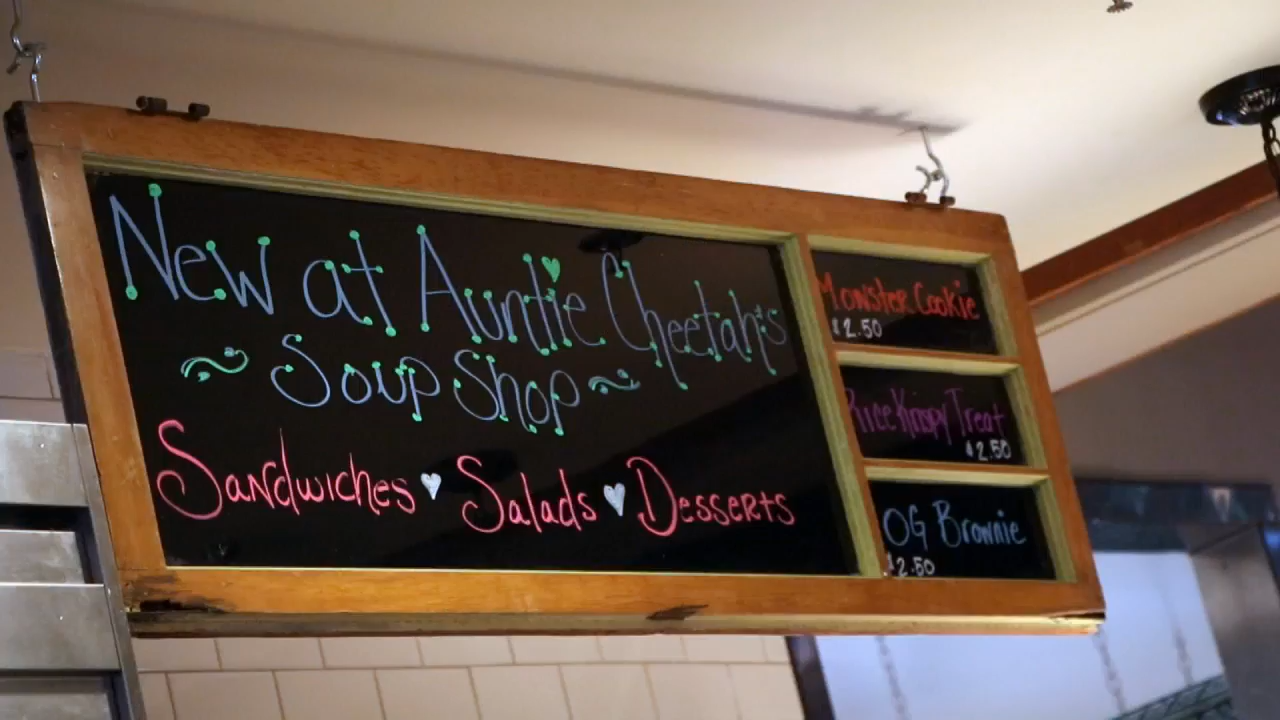 New at Auntie Cheetah's
~ Soup Shop ~
Sandwiches ♥ Salads ♥ Desserts
Monster Cookie
$2.50
Rice Krispy Treat
$2.50
OG Brownie
$2.50